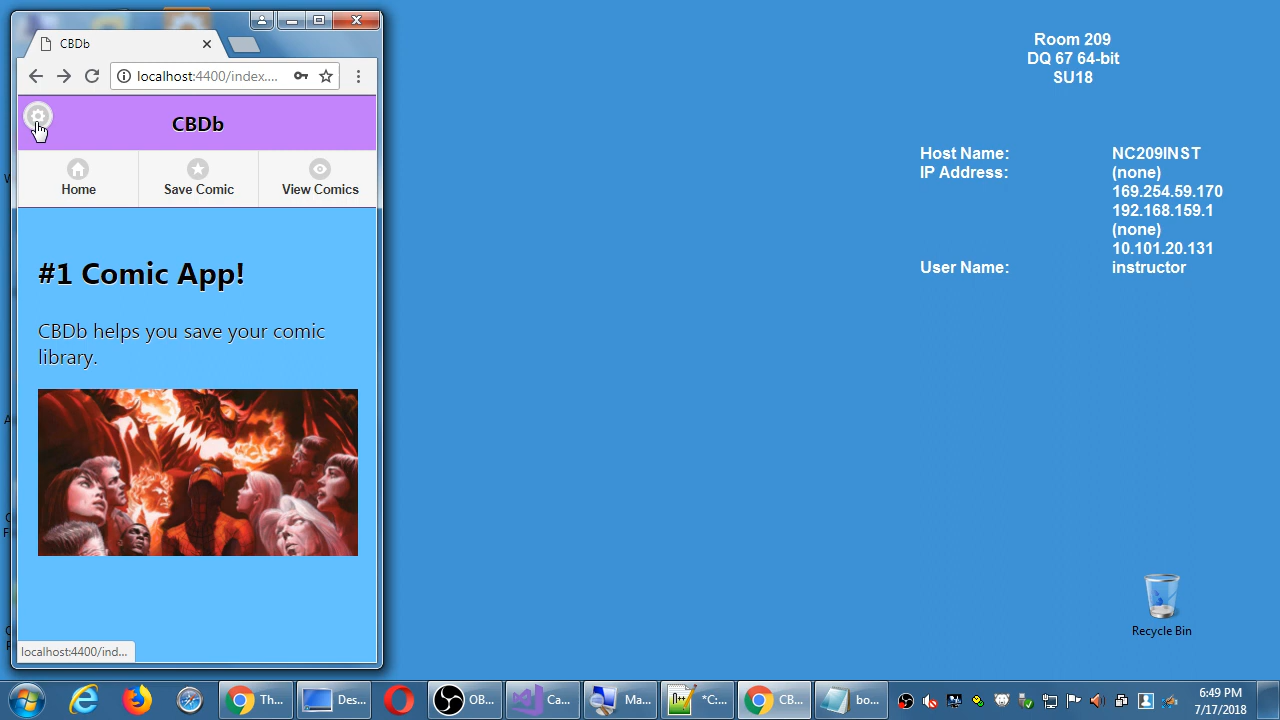 CBDb
localhost:4400/index....
CBDb
Home
Save Comic
View Comics
#1 Comic App!
CBDb helps you save your comic
library.
localhost:4400/ind...
Room 209
DQ 67 64-bit
SU18
Host Name: NC209INST
IP Address: (none)
169.254.59.170
192.168.159.1
(none)
10.101.20.131
User Name: instructor
Recycle Bin
Th...
Des...
OB...
Ca...
Ma...
*C:...
CB...
bo...
6:49 PM
7/17/2018